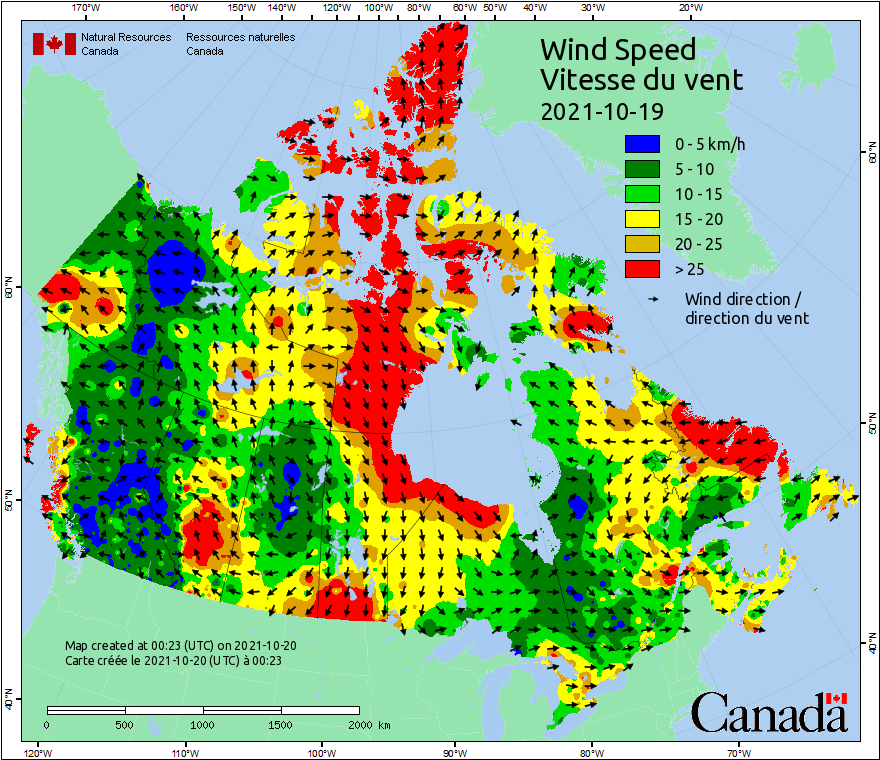 170°W 160°W 150°W 140°W 120°W 100°W 80°W 60°W 50°W 40°W 30°W 20°W
Natural Resources Ressources naturelles
Canada Canada
Wind Speed
Vitesse du vent
2021-10-19
0 - 5 km/h
5 - 10
10 - 15
15 - 20
20 - 25
> 25
Wind direction /
direction du vent
60°N
60°N
50°N
50°N
40°N
40°N
Map created at 00:23 (UTC) on 2021-10-20
Carte créée le 2021-10-20 (UTC) à 00:23
0 500 1000 1500 2000 km
Canada
120°W 110°W 100°W 90°W 80°W 70°W